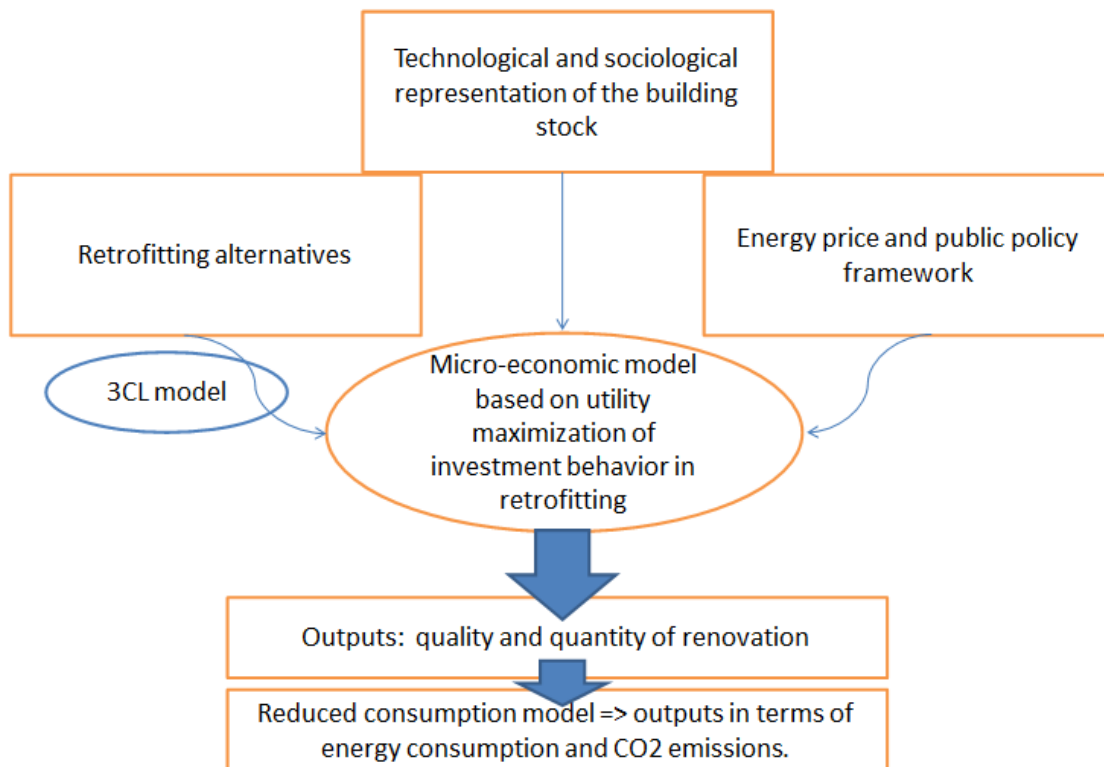 Technological and sociological
representation of the building
stock
Retrofitting alternatives
Energy price and public policy
framework
3CL model
Micro-economic model
based on utility
maximization of
investment behavior in
retrofitting
Outputs:  quality and quantity of renovation
Reduced consumption model => outputs in terms of
energy consumption and CO2 emissions.